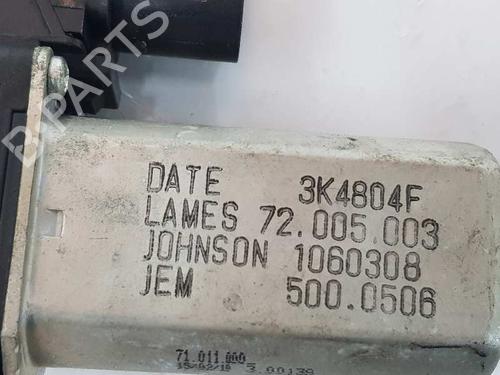 B-PARTS
DATE 3K4804F
LAMES 72.005.003
JOHNSON 1060308
JEM 500.0506
71.011.000